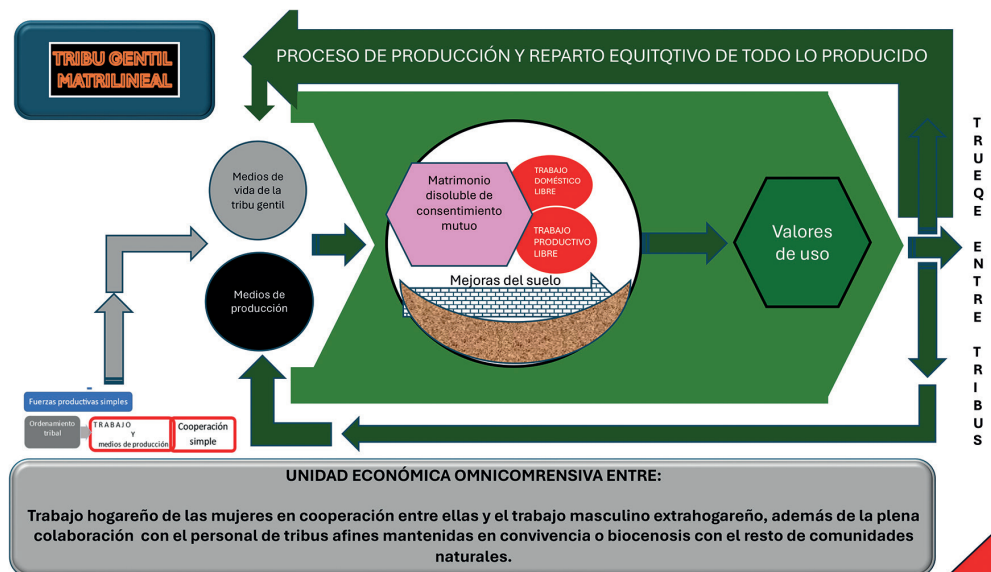 TRIBU GENTIL
MATRILINEAL
PROCESO DE PRODUCCIÓN Y REPARTO EQUITQTIVO DE TODO LO PRODUCIDO
Medios de
vida de la
tribu gentil
Matrimonio
disoluble de
consentimiento
mutuo
TRABAJO
DOMÉSTICO
LIBRE
TRABAJO
PRODUCTIVO
LIBRE
Valores
de uso
Medios de
producción
Mejoras del suelo
TRUEQE ENTRE TRIBUS
Fuerzas productivas simples
Ordenamiento
tribal
TRABAJO
Y
medios de producción
Cooperación
simple
UNIDAD ECONÓMICA OMNICOMRENSIVA ENTRE:
Trabajo hogareño de las mujeres en cooperación entre ellas y el trabajo masculino extrahogareño, además de la plena
colaboración con el personal de tribus afines mantenidas en convivencia o biocenosis con el resto de comunidades
naturales.